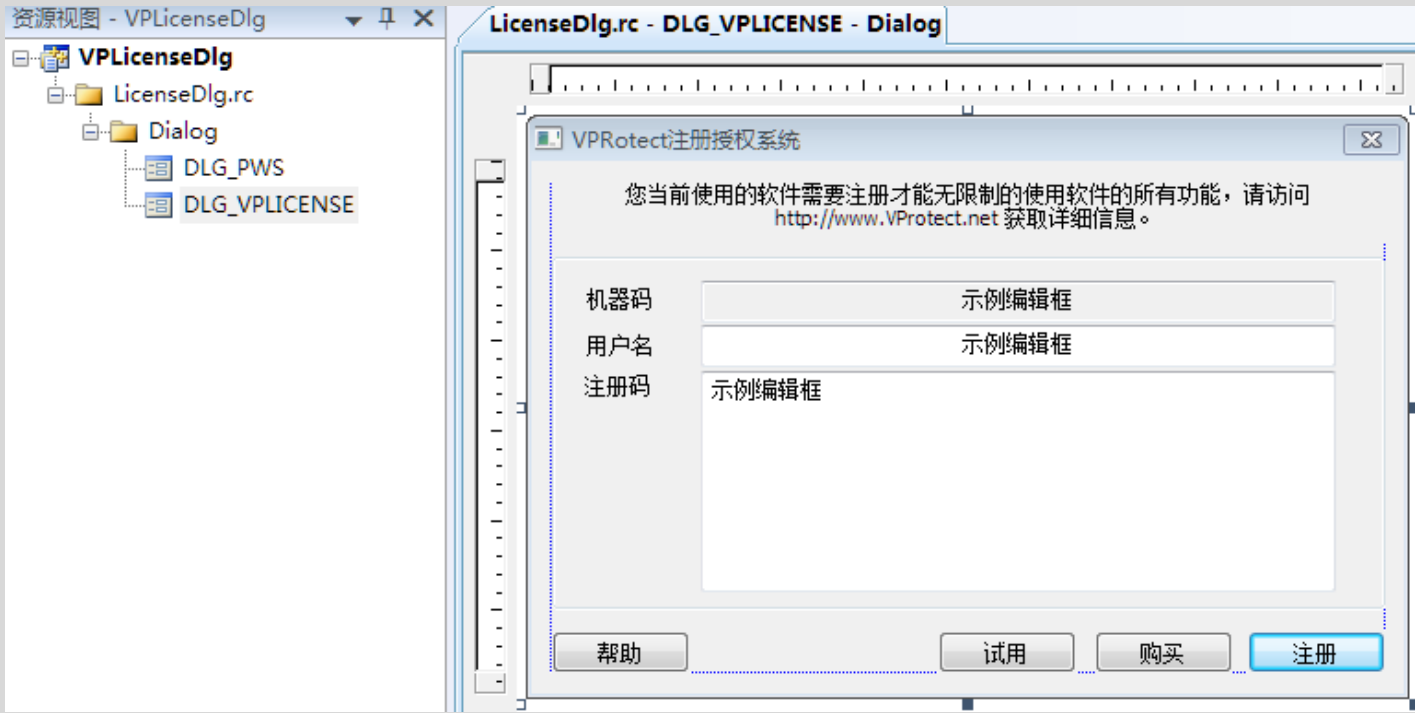 资源视图 - VPLicenseDlg
VPLicenseDlg
LicenseDlg.rc
Dialog
DLG_PWS
DLG_VPLICENSE
LicenseDlg.rc - DLG_VPLICENSE - Dialog
VPRotect注册授权系统
您当前使用的软件需要注册才能无限制的使用软件的所有功能，请访问
http://www.VProtect.net 获取详细信息。
机器码 示例编辑框
用户名 示例编辑框
注册码 示例编辑框
帮助 试用 购买 注册